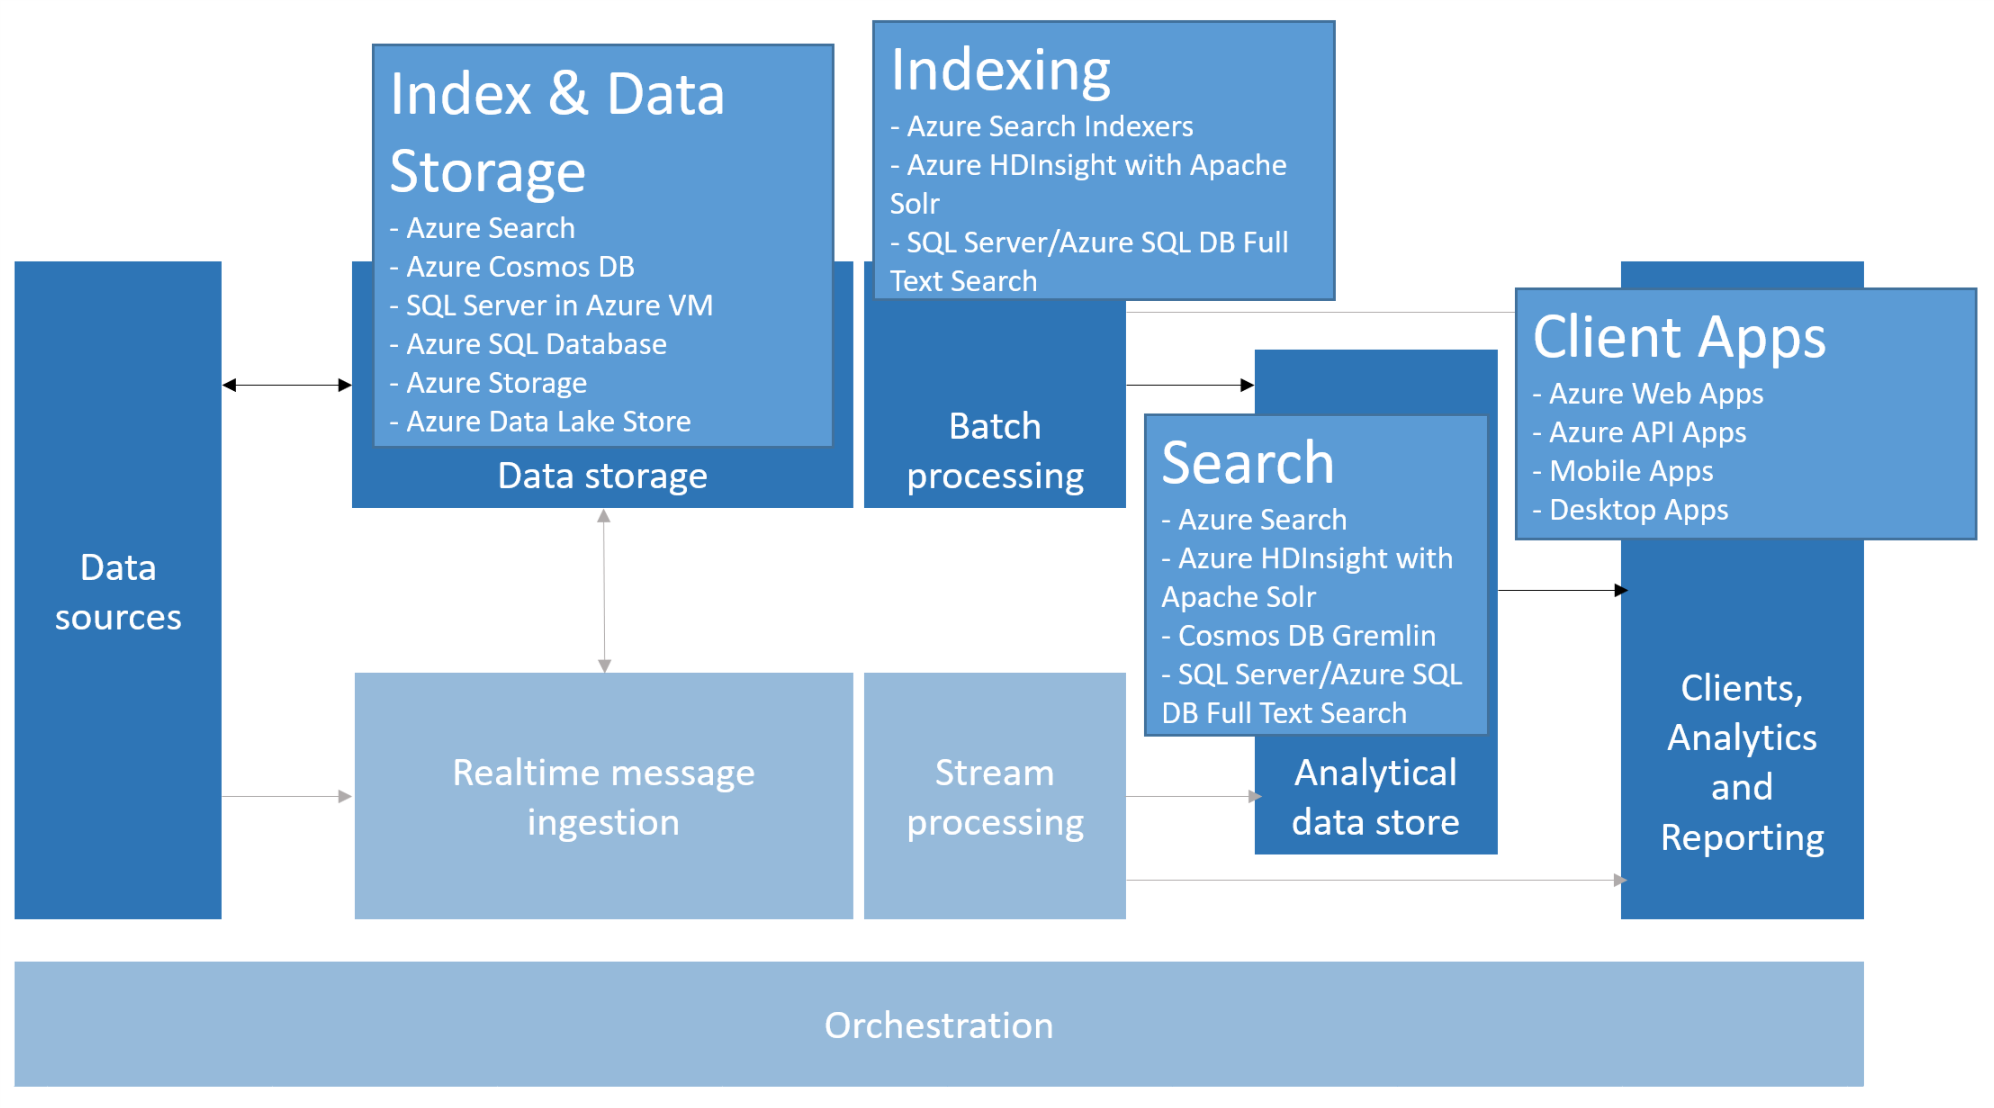 Index & Data
Storage
- Azure Search
- Azure Cosmos DB
- SQL Server in Azure VM
- Azure SQL Database
- Azure Storage
- Azure Data Lake Store
Data storage
Indexing
- Azure Search Indexers
- Azure HDInsight with Apache
Solr
- SQL Server/Azure SQL DB Full
Text Search
Batch
processing
Client Apps
- Azure Web Apps
- Azure API Apps
- Mobile Apps
- Desktop Apps
Search
- Azure Search
- Azure HDInsight with
Apache Solr
- Cosmos DB Gremlin
- SQL Server/Azure SQL
DB Full Text Search
Data
sources
Realtime message
ingestion
Stream
processing
Analytical
data store
Clients,
Analytics
and
Reporting
Orchestration